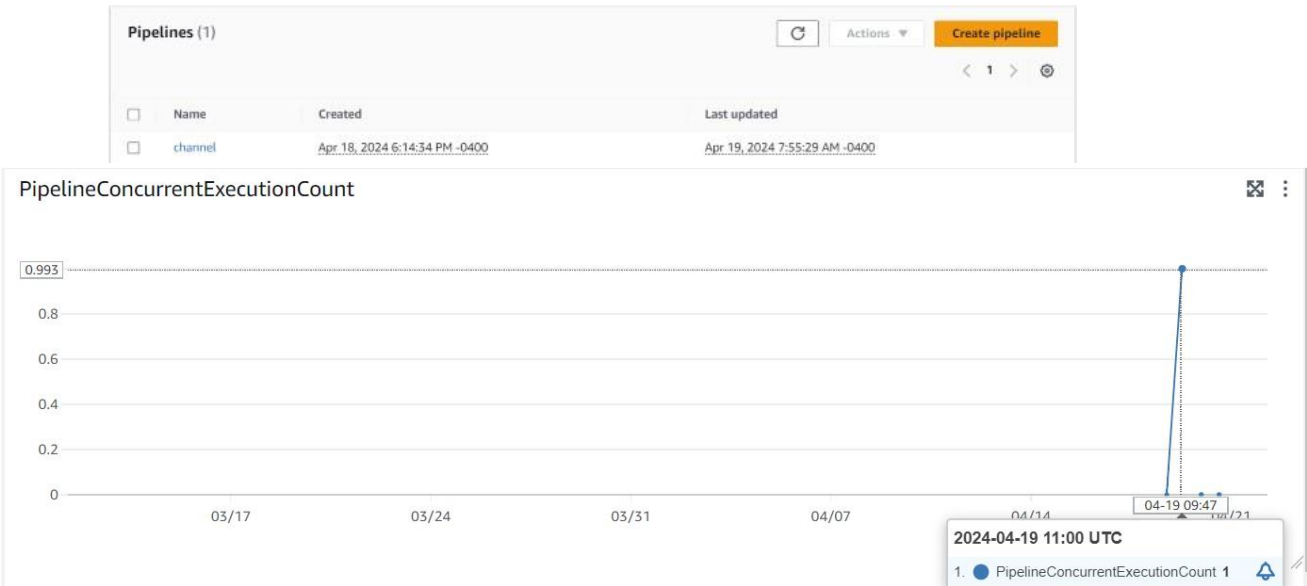 Pipelines (1)
Actions
Create pipeline
1
Name Created Last updated
channel Apr 18, 2024 6:14:34 PM -0400 Apr 19, 2024 7:55:29 AM -0400
PipelineConcurrentExecutionCount
0.993
0.8
0.6
0.4
0.2
0
03/17 03/24 03/31 04/07 04/14 04-19 09:47 04/21
2024-04-19 11:00 UTC
1. PipelineConcurrentExecutionCount 1